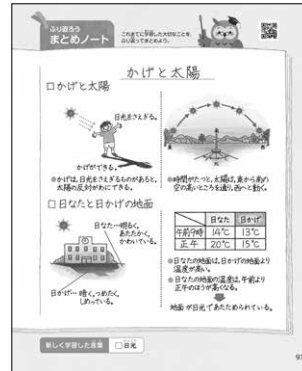 ふり返ろう
まとめノート
これまでに学習した大切なことを、
ふり返ってまとめよう。
かげと太陽
□かげと太陽
日光をさえぎる。
かげができる。
※かげは、日光をさえぎるものがあると、
太陽の反対がわにできる。
※時間がたつと、太陽は、東から南の
空の高いところを通り、西へと動く。
□日なたと日かげの地面
日なた…明るく、
あたたかく、
かわいている。
日かげ…暗く、つめたく、
しめっている。
日なた 日かげ
午前9時 14℃ 13℃
正午 20℃ 15℃
※日なたの地面は、日かげの地面より
温度が高い。
※日なたの地面の温度は、午前より
正午のほうが高くなる。
地面が日光であたためられている。
新しく学習した言葉 □日光